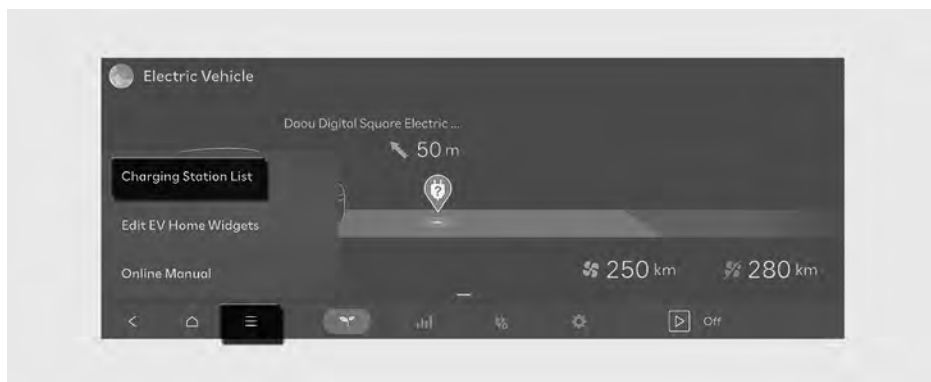 Electric Vehicle
Daou Digital Square Electric ...
50 m
Charging Station List
?
Edit EV Home Widgets
250 km
280 km
Online Manual
Off